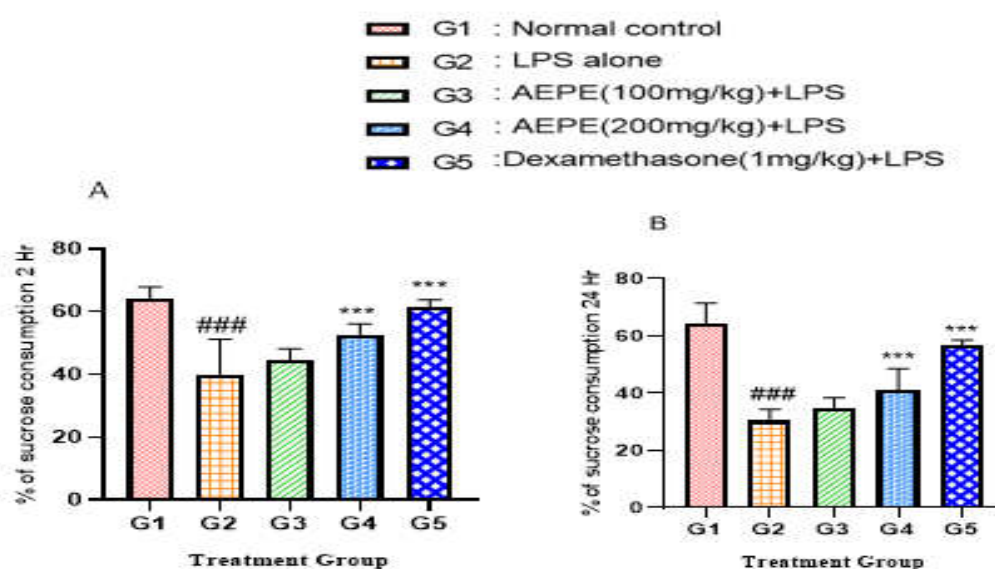 G1 : Normal control
G2 : LPS alone
G3 : AEPE(100mg/kg)+LPS
G4 : AEPE(200mg/kg)+LPS
G5 :Dexamethasone(1mg/kg)+LPS
A
% of sucrose consumption 2 Hr
80
60
40
20
0
###
***
***
G1 G2 G3 G4 G5
Treatment Group
B
% of sucrose consumption 24 Hr
80
60
40
20
0
###
***
***
G1 G2 G3 G4 G5
Treatment Group